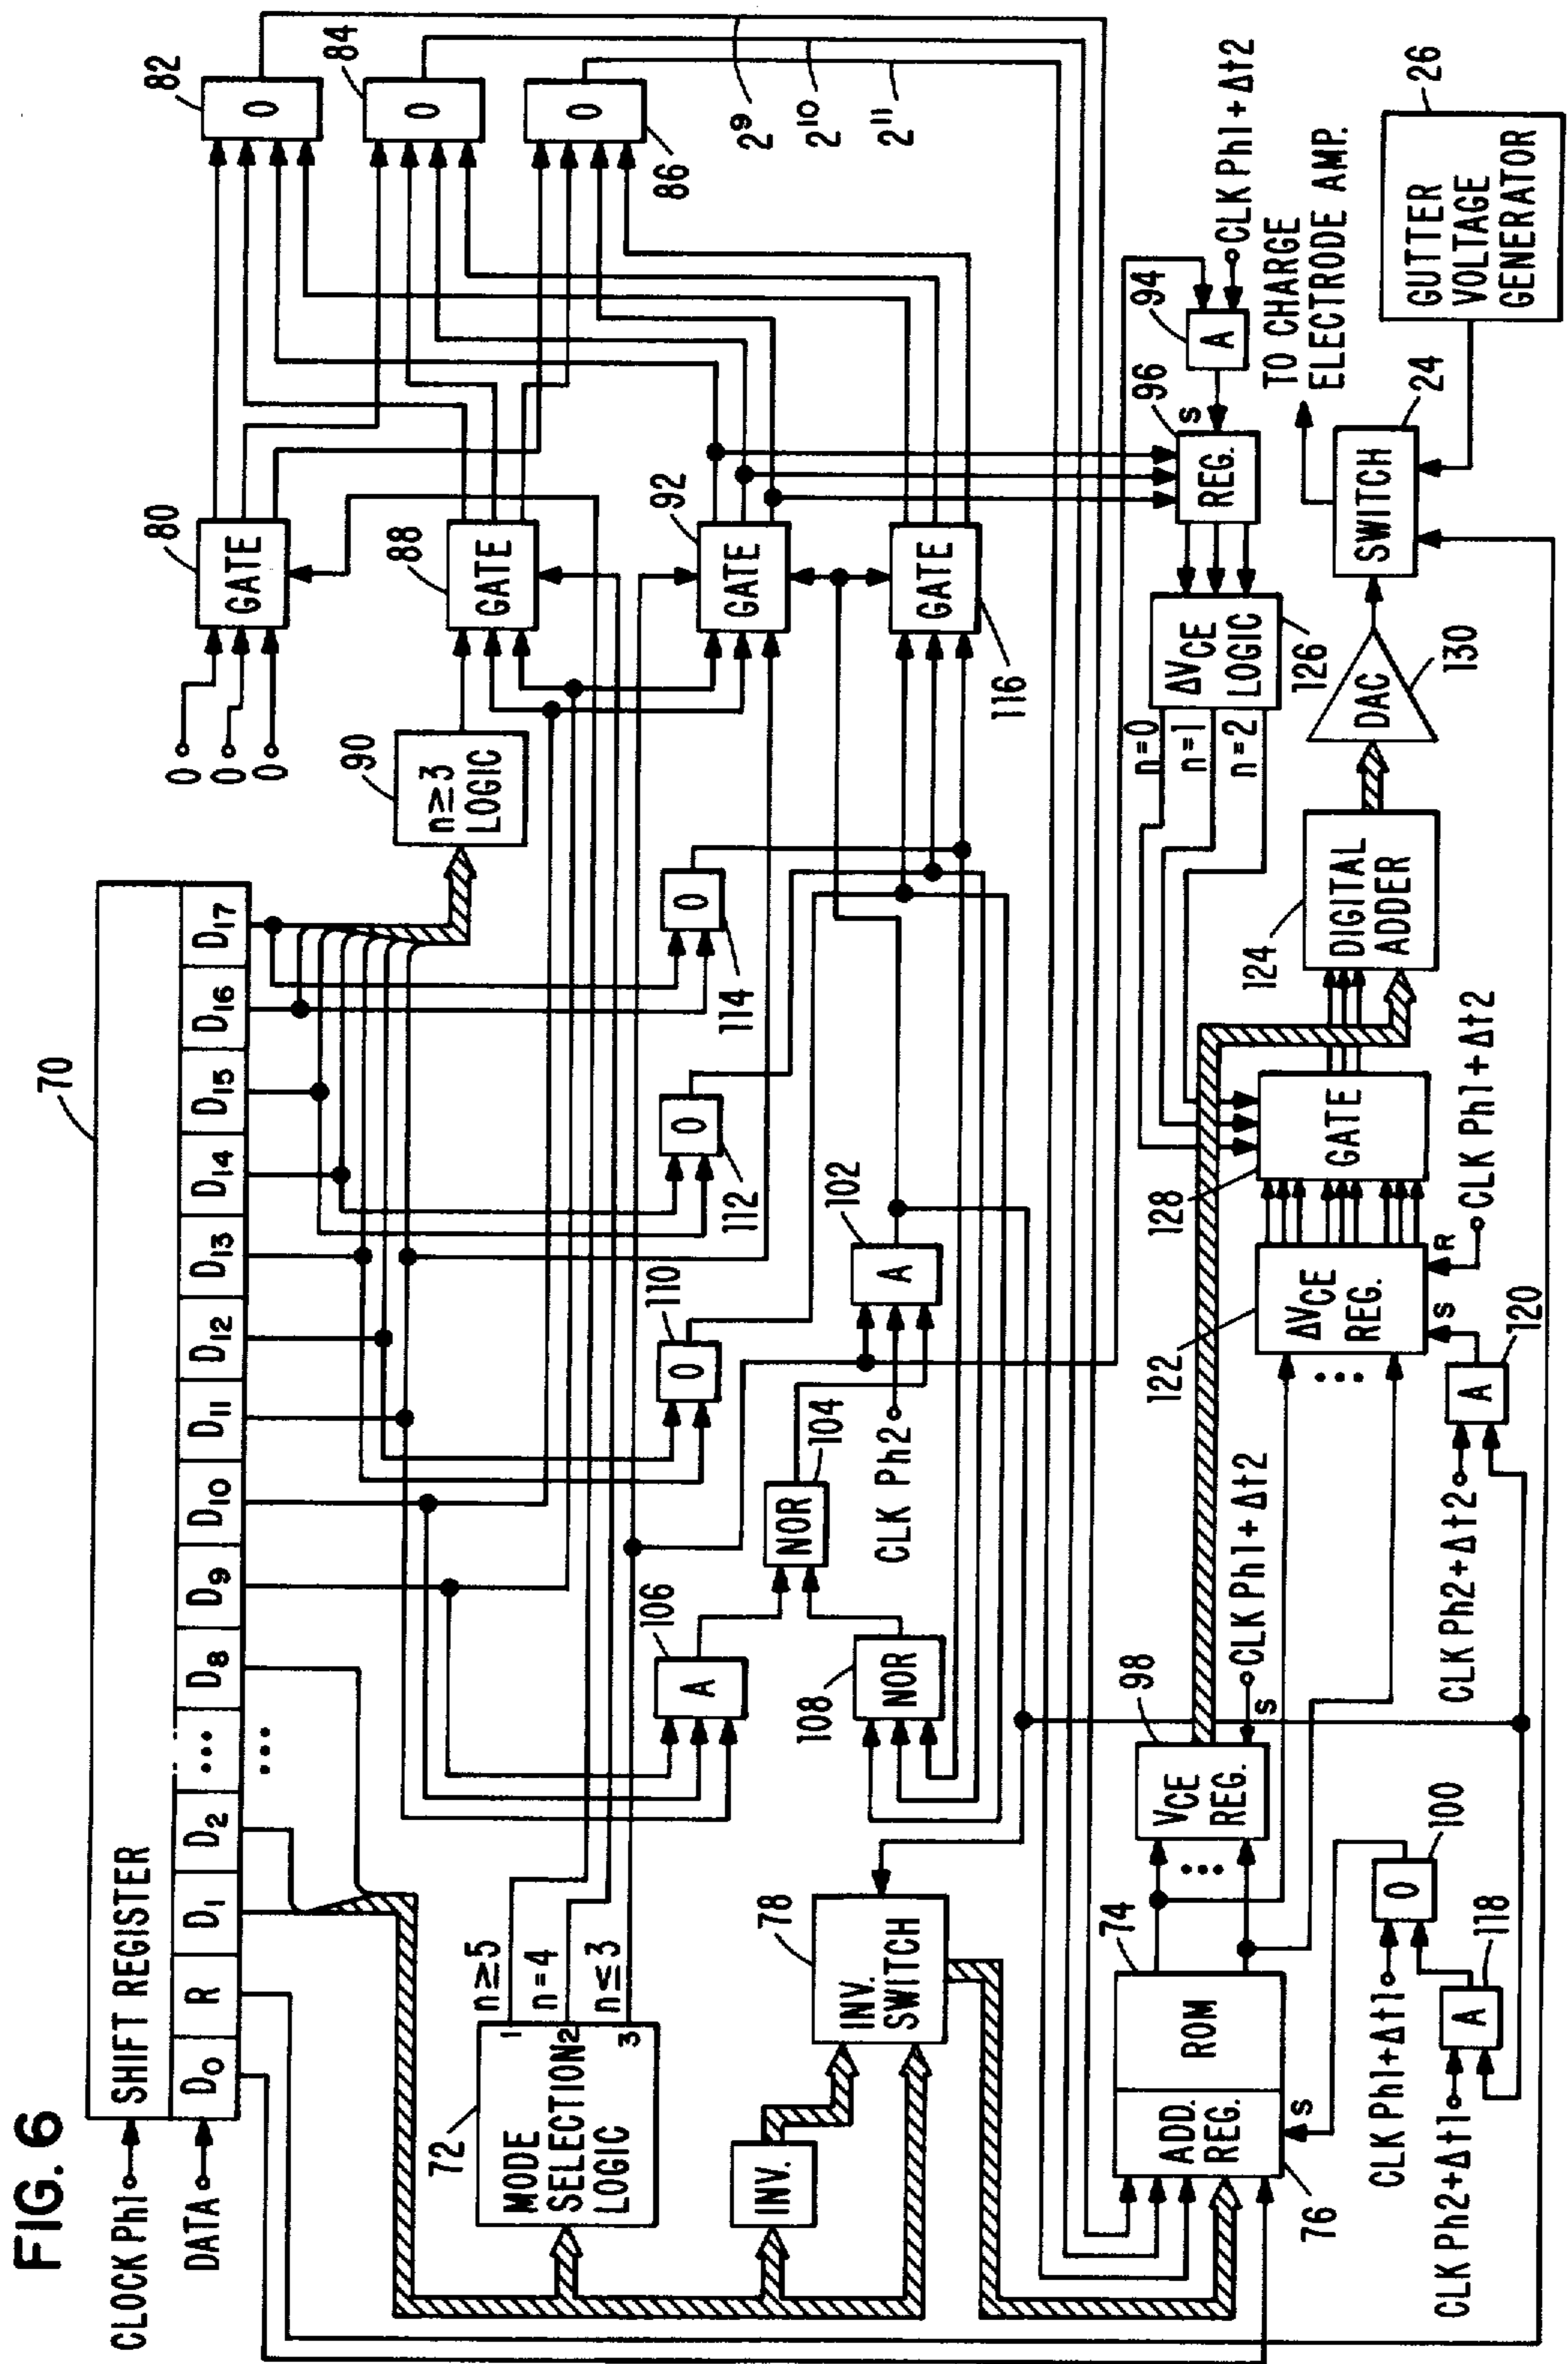 FIG. 6
CLOCK Ph1
DATA
SHIFT REGISTER
70
D0 R D1 D2 ... D8 D9 D10 D11 D12 D13 D14 D15 D16 D17
...
72
MODE
SELECTION
LOGIC
1
2
3
n≥5
n=4
n≤3
90
n≥3
LOGIC
0
0
0
GATE
80
GATE
88
GATE
92
GATE
116
0
82
0
84
0
86
2⁹
2¹⁰
2¹¹
A
106
0
110
0
112
0
114
NOR
104
NOR
108
A
102
CLK Ph2
INV.
INV.
SWITCH
78
ADD.
REG.
76
ROM
74
S
CLK Ph1+Δt1
CLK Ph2+Δt1
A
118
0
100
VCE
REG.
98
...
S
CLK Ph1+Δt2
CLK Ph2+Δt2
A
120
ΔVCE
REG.
122
...
S
R
CLK Ph1+Δt2
GATE
128
DIGITAL
ADDER
124
n=0
n=1
n=2
ΔVCE
LOGIC
126
REG.
96
S
A
94
CLK Ph1+Δt2
DAC
130
SWITCH
24
TO CHARGE
ELECTRODE AMP.
GUTTER
VOLTAGE
GENERATOR
26